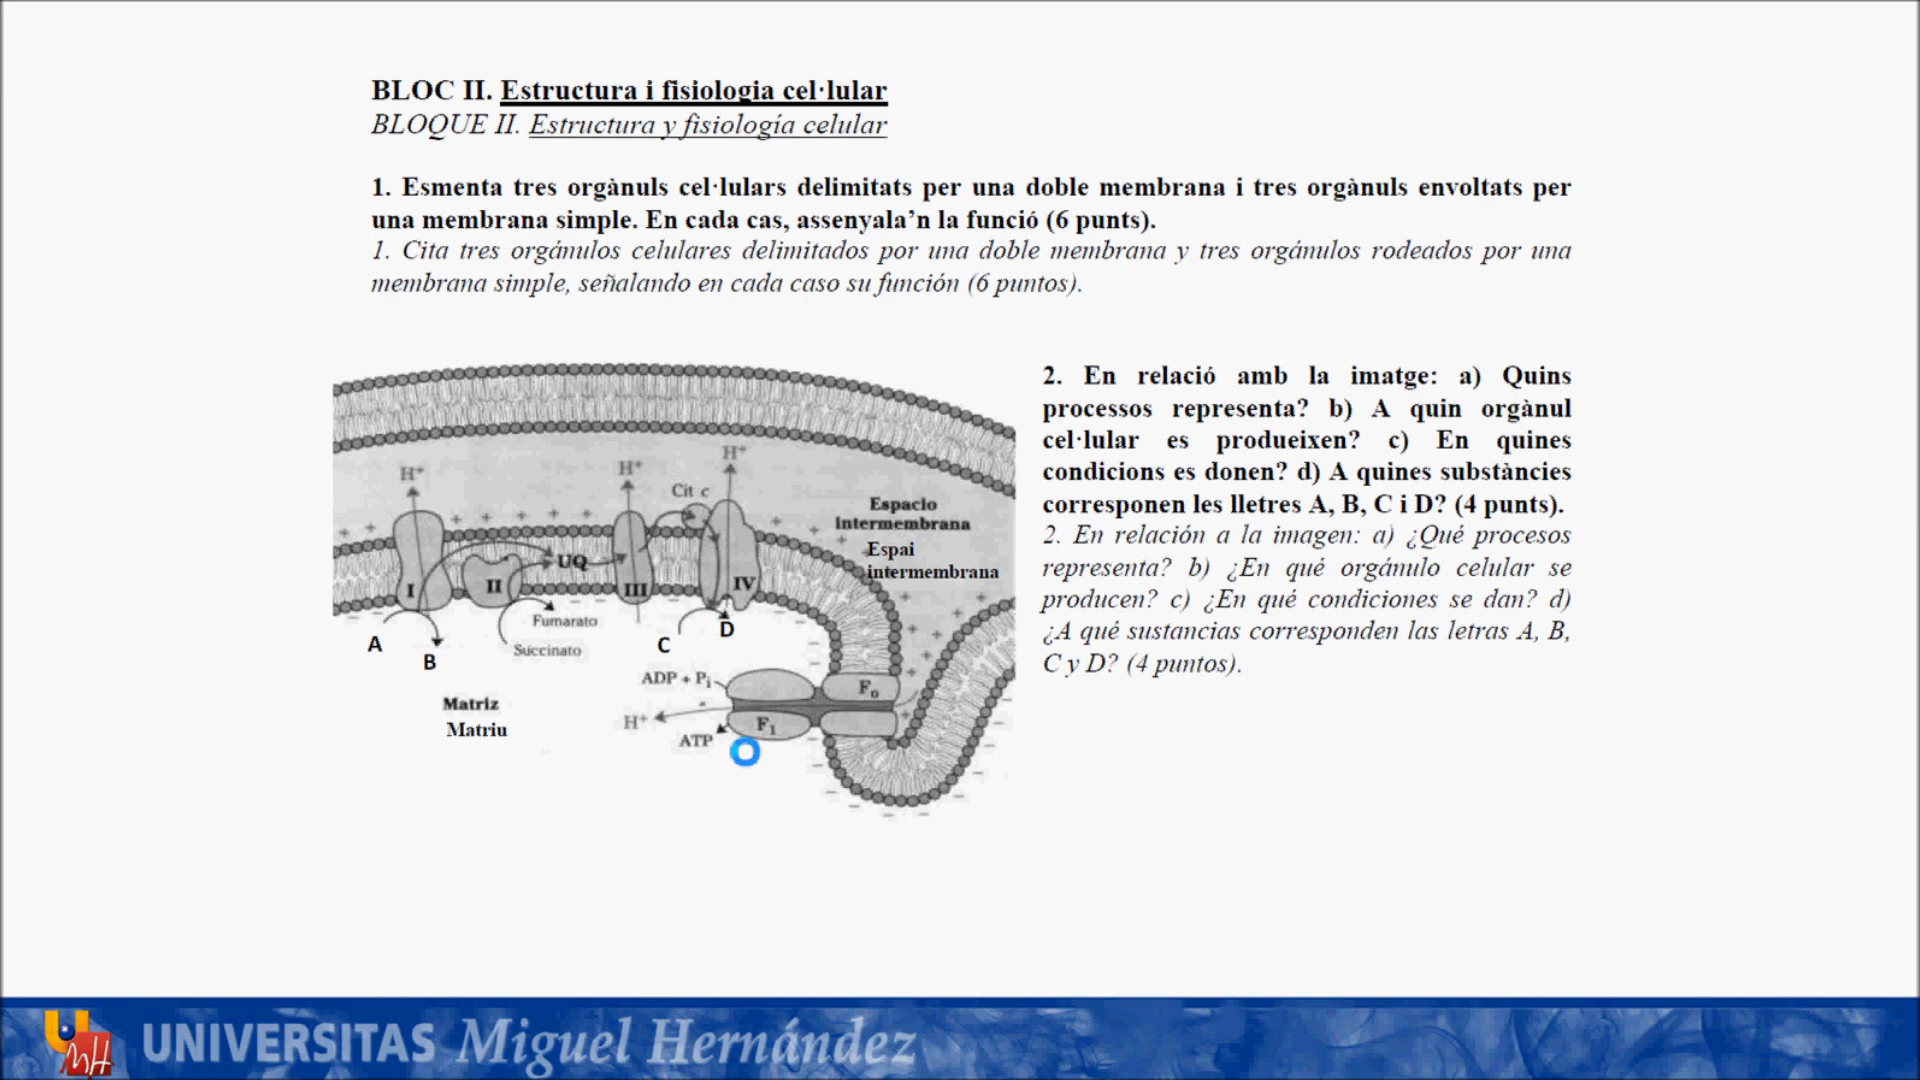 BLOC II. Estructura i fisiologia cel·lular
BLOQUE II. Estructura y fisiología celular
1. Esmenta tres orgànuls cel·lulars delimitats per una doble membrana i tres orgànuls envoltats per
una membrana simple. En cada cas, assenyala’n la funció (6 punts).
1. Cita tres orgánulos celulares delimitados por una doble membrana y tres orgánulos rodeados por una
membrana simple, señalando en cada caso su función (6 puntos).
H⁺
H⁺
H⁺
Cit c
Espacio
intermembrana
Espai
intermembrana
I
II
UQ
III
IV
A
B
Fumarato
Succinato
C
D
ADP + Pi
F₀
Matriz
Matriu
H⁺
F₁
ATP
2. En relació amb la imatge: a) Quins
processos representa? b) A quin orgànul
cel·lular es produeixen? c) En quines
condicions es donen? d) A quines substàncies
corresponen les lletres A, B, C i D? (4 punts).
2. En relación a la imagen: a) ¿Qué procesos
representa? b) ¿En qué orgánulo celular se
producen? c) ¿En qué condiciones se dan? d)
¿A qué sustancias corresponden las letras A, B,
C y D? (4 puntos).
UMH
UNIVERSITAS Miguel Hernández